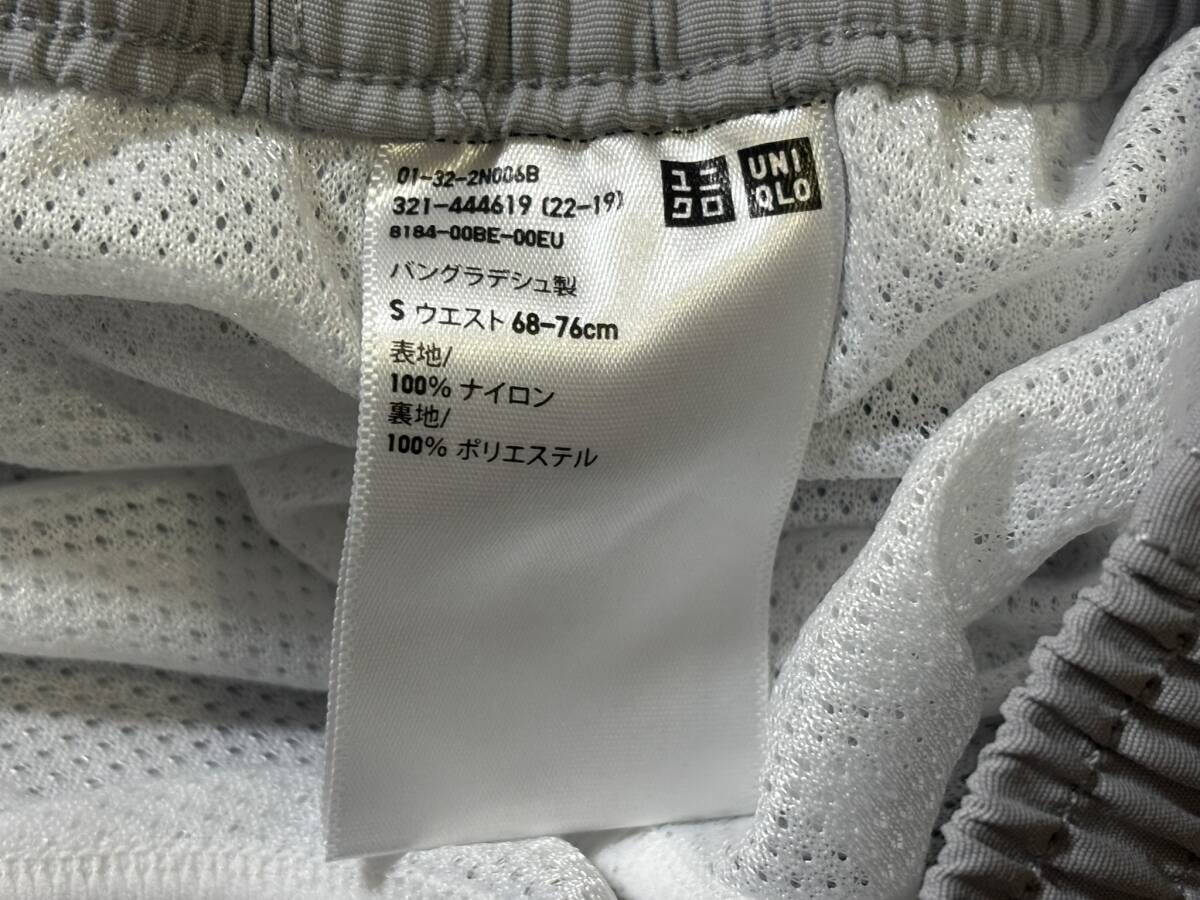 01-32-2N006B
321-444619 (22-19)
8184-00BE-00EU
ユニ
クロ
UNI
QLO
バングラデシュ製
S ウエスト 68-76cm
表地/
100% ナイロン
裏地/
100% ポリエステル